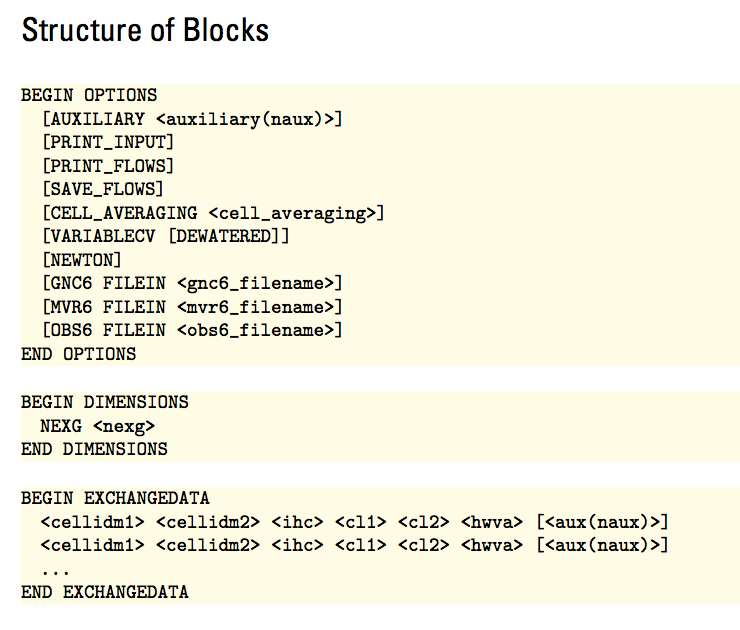 Structure of Blocks
BEGIN OPTIONS
[AUXILIARY <auxiliary(naux)>]
[PRINT_INPUT]
[PRINT_FLOWS]
[SAVE_FLOWS]
[CELL_AVERAGING <cell_averaging>]
[VARIABLECV [DEWATERED]]
[NEWTON]
[GNC6 FILEIN <gnc6_filename>]
[MVR6 FILEIN <mvr6_filename>]
[OBS6 FILEIN <obs6_filename>]
END OPTIONS
BEGIN DIMENSIONS
NEXG <nexg>
END DIMENSIONS
BEGIN EXCHANGEDATA
<cellidm1> <cellidm2> <ihc> <cl1> <cl2> <hwva> [<aux(naux)>]
<cellidm1> <cellidm2> <ihc> <cl1> <cl2> <hwva> [<aux(naux)>]
...
END EXCHANGEDATA